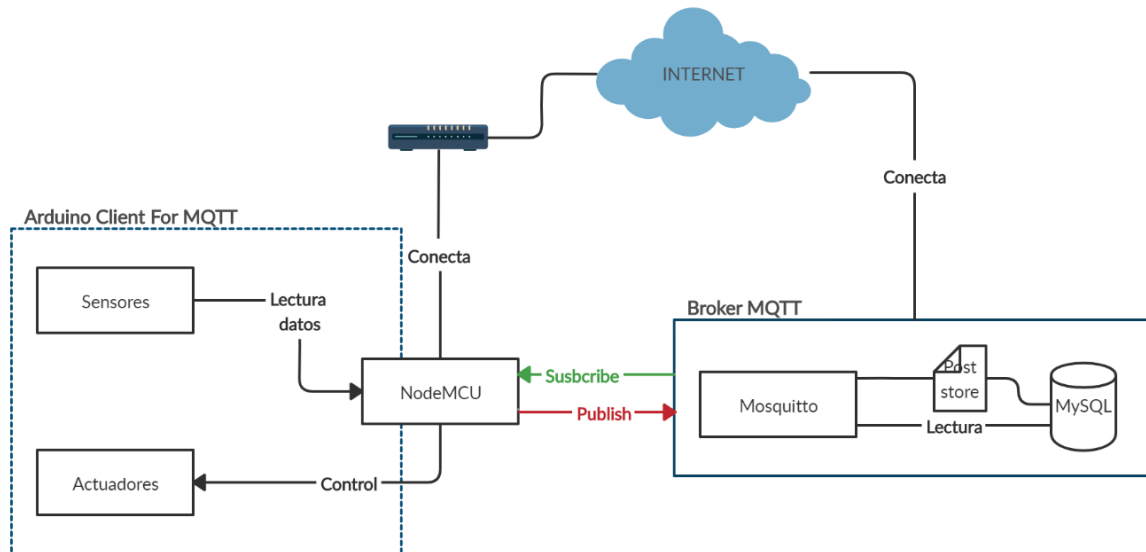 INTERNET
Conecta
Arduino Client For MQTT
Conecta
Sensores
Lectura
datos
Broker MQTT
NodeMCU
Susbcribe
Publish
Mosquitto
Post
store
MySQL
Lectura
Actuadores
Control